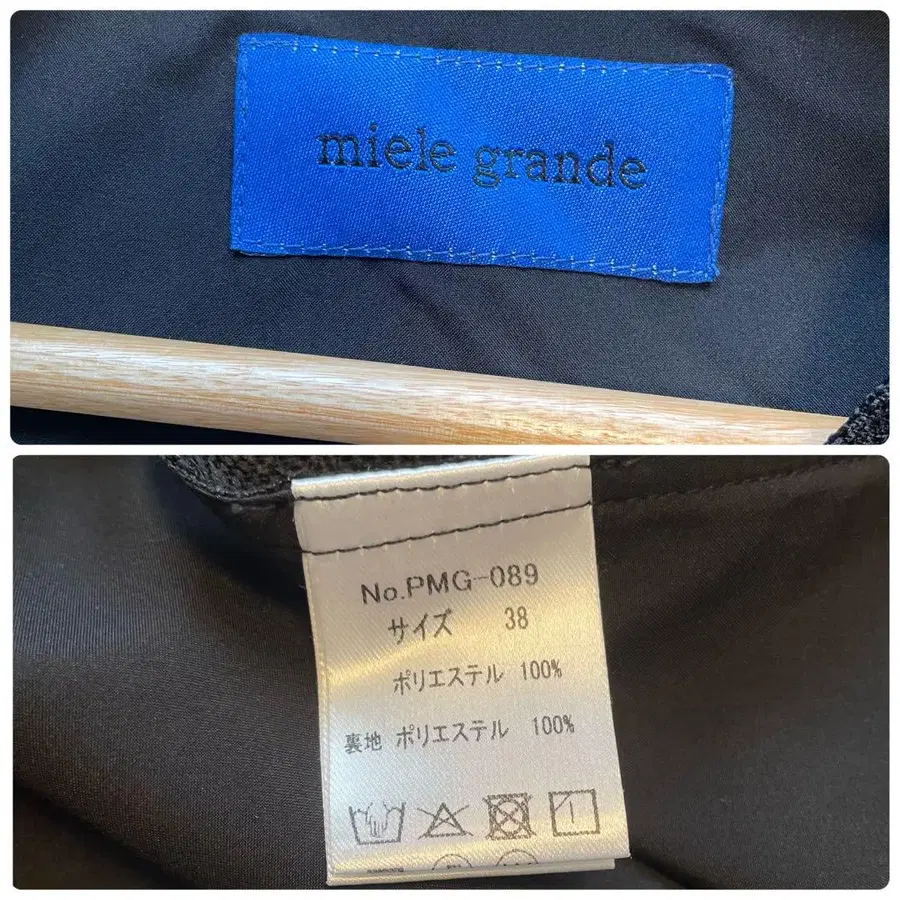 miele grande
No.PMG-089
サイズ 38
ポリエステル 100%
裏地 ポリエステル 100%